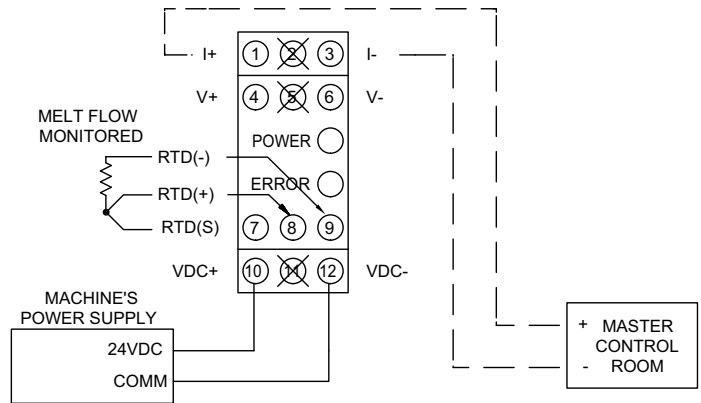 I+ 1 2 3 I-
V+ 4 5 6 V-
MELT FLOW
MONITORED
POWER
RTD(-)
ERROR
RTD(+)
RTD(S) 7 8 9
VDC+ 10 11 12 VDC-
MACHINE'S
POWER SUPPLY
24VDC
COMM
+ MASTER
CONTROL
- ROOM